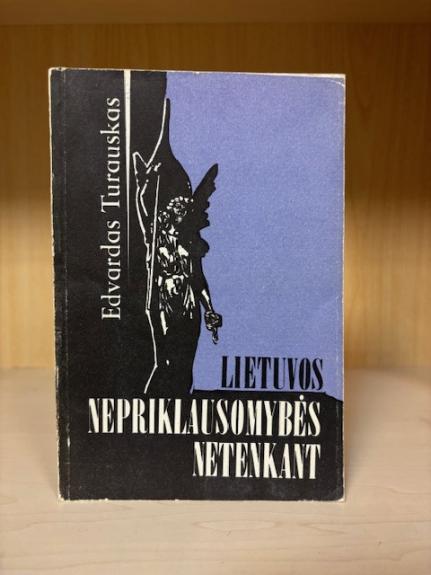 Edvardas Turauskas
LIETUVOS
NEPRIKLAUSOMYBĖS
NETENKANT